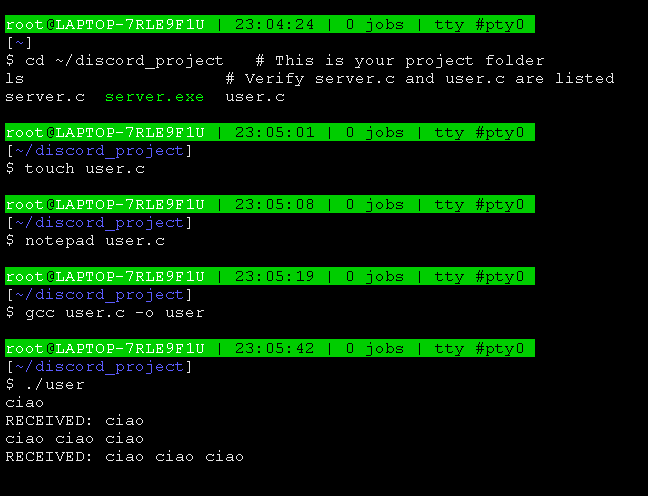 root@LAPTOP-7RLE9F1U | 23:04:24 | 0 jobs | tty #pty0
[~]
$ cd ~/discord_project   # This is your project folder
ls                    # Verify server.c and user.c are listed
server.c  server.exe  user.c
root@LAPTOP-7RLE9F1U | 23:05:01 | 0 jobs | tty #pty0
[~/discord_project]
$ touch user.c
root@LAPTOP-7RLE9F1U | 23:05:08 | 0 jobs | tty #pty0
[~/discord_project]
$ notepad user.c
root@LAPTOP-7RLE9F1U | 23:05:19 | 0 jobs | tty #pty0
[~/discord_project]
$ gcc user.c -o user
root@LAPTOP-7RLE9F1U | 23:05:42 | 0 jobs | tty #pty0
[~/discord_project]
$ ./user
ciao
RECEIVED: ciao
ciao ciao ciao
RECEIVED: ciao ciao ciao